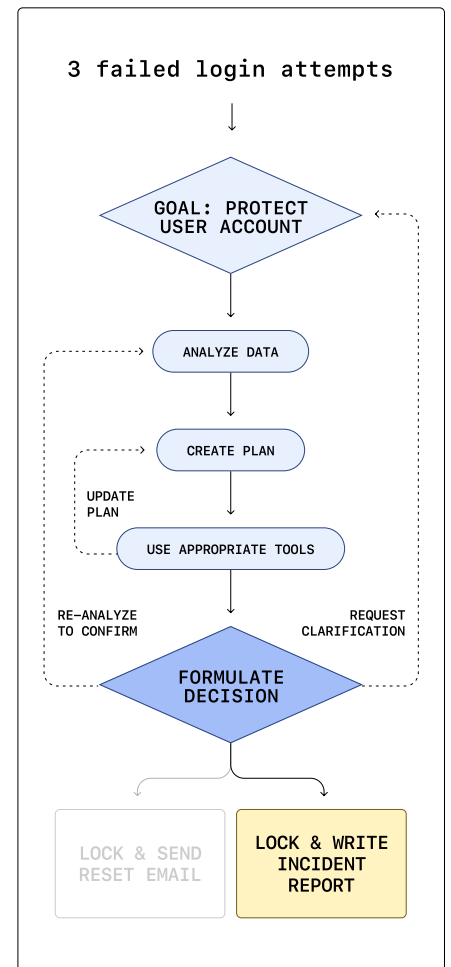 3 failed login attempts
GOAL: PROTECT
USER ACCOUNT
ANALYZE DATA
CREATE PLAN
UPDATE
PLAN
USE APPROPRIATE TOOLS
RE-ANALYZE
TO CONFIRM
REQUEST
CLARIFICATION
FORMULATE
DECISION
LOCK & SEND
RESET EMAIL
LOCK & WRITE
INCIDENT
REPORT